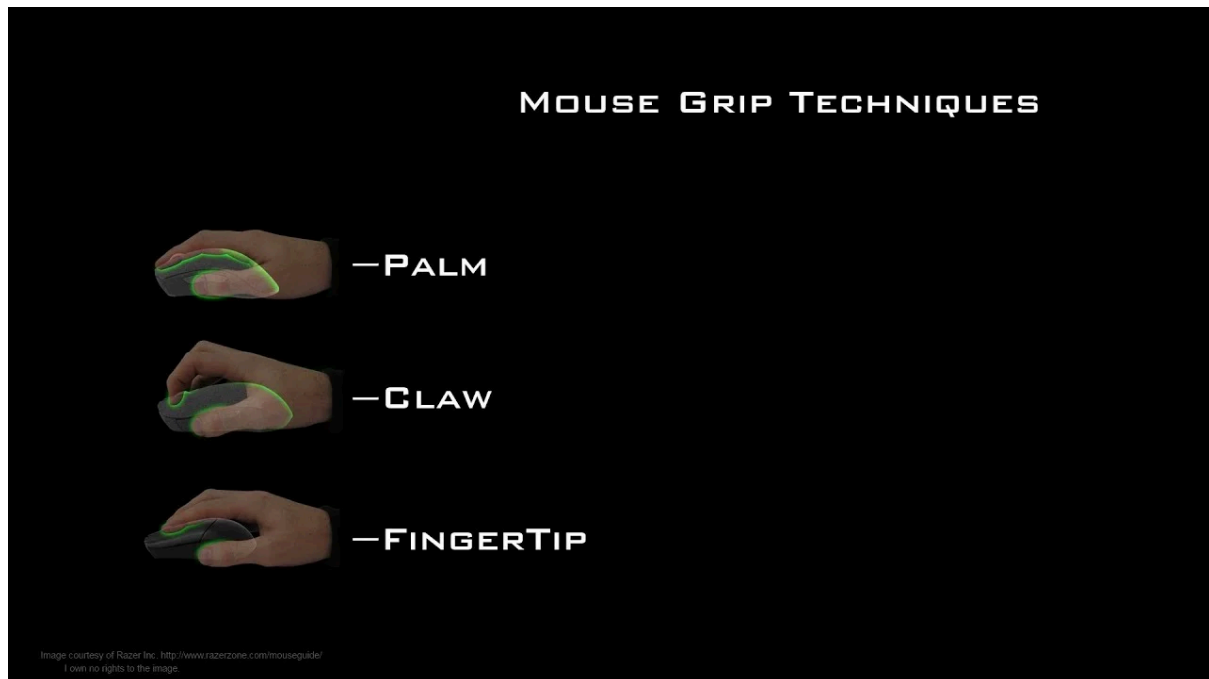 Mouse Grip Techniques
—Palm
—Claw
—FingerTip
Image courtesy of Razer Inc. http://www.razerzone.com/mouseguide/
I own no rights to the image.